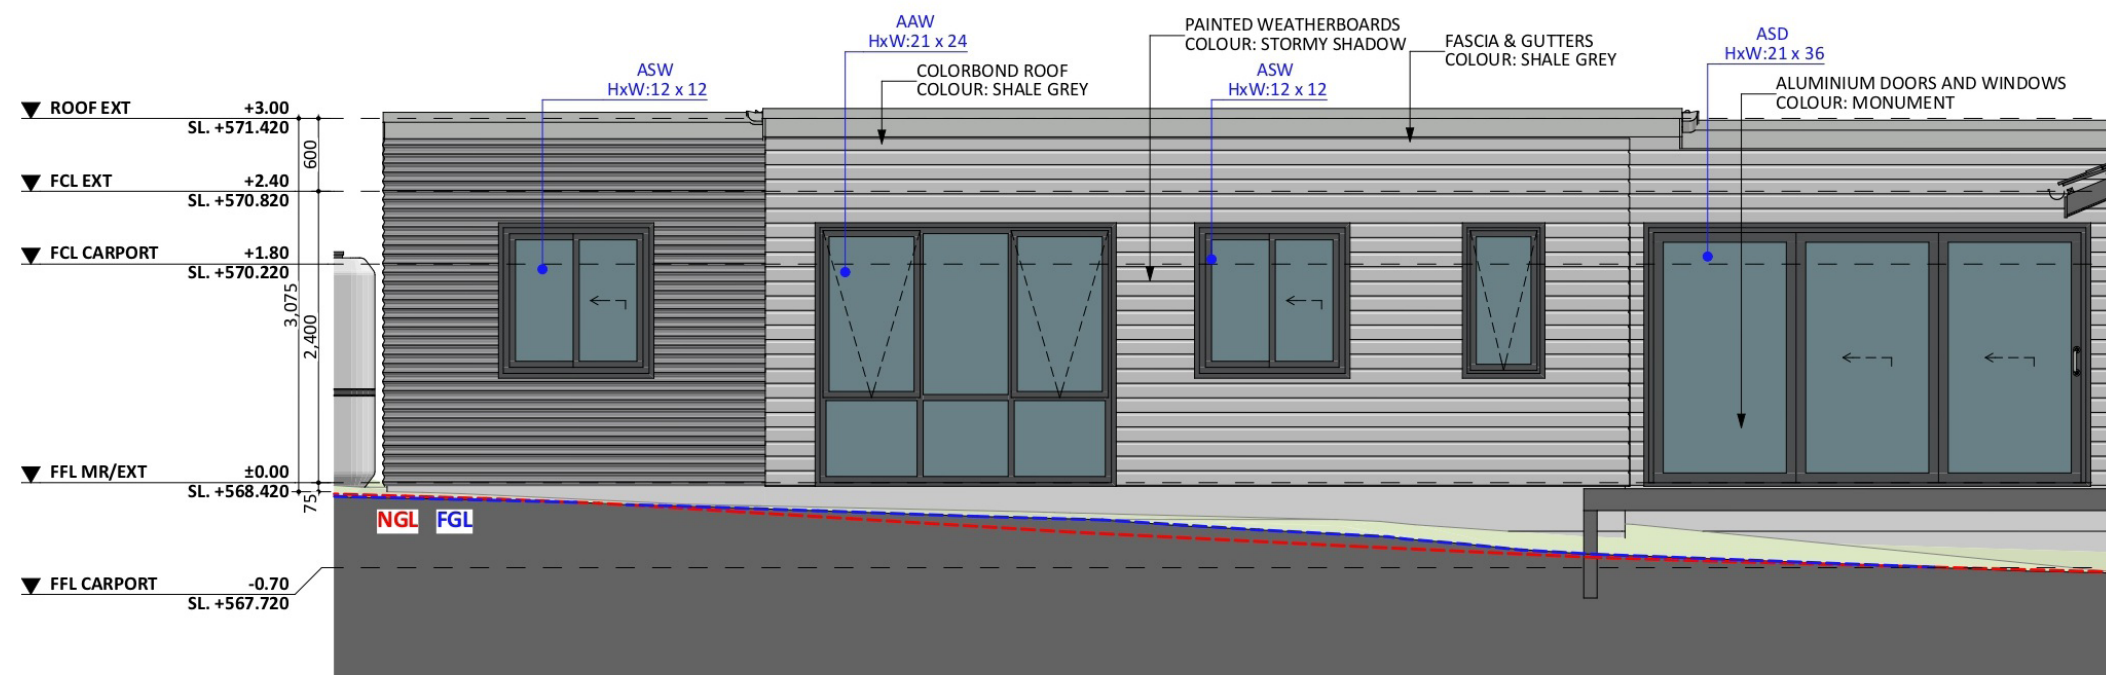 AAW
HxW:21 x 24
PAINTED WEATHERBOARDS
COLOUR: STORMY SHADOW
FASCIA & GUTTERS
COLOUR: SHALE GREY
ASD
HxW:21 x 36
ASW
HxW:12 x 12
COLORBOND ROOF
COLOUR: SHALE GREY
ASW
HxW:12 x 12
ALUMINIUM DOORS AND WINDOWS
COLOUR: MONUMENT
ROOF EXT +3.00
SL. +571.420
600
FCL EXT +2.40
SL. +570.820
FCL CARPORT +1.80
SL. +570.220
3,075
2,400
FFL MR/EXT ±0.00
SL. +568.420
75
NGL FGL
FFL CARPORT -0.70
SL. +567.720